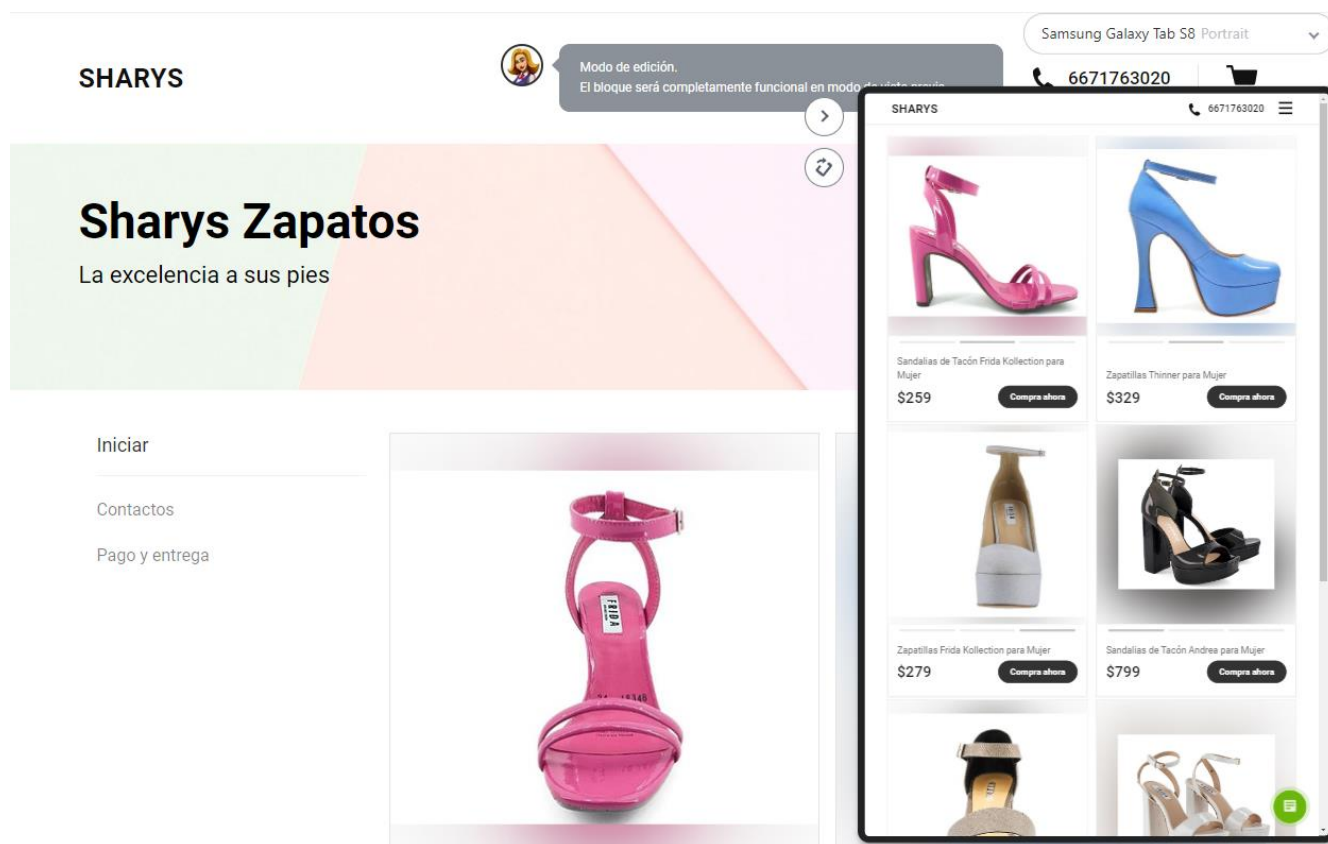 Samsung Galaxy Tab S8 Portrait
SHARYS
Modo de edición.
El bloque será completamente funcional en modo de vista previa
6671763020
Sharys Zapatos
La excelencia a sus pies
Iniciar
Contactos
Pago y entrega
FRIDA
SHARYS
6671763020
Sandalias de Tacón Frida Kollection para
Mujer
$259
Compra ahora
Zapatillas Thinner para Mujer
$329
Compra ahora
Zapatillas Frida Kollection para Mujer
$279
Compra ahora
Sandalias de Tacón Andrea para Mujer
$799
Compra ahora